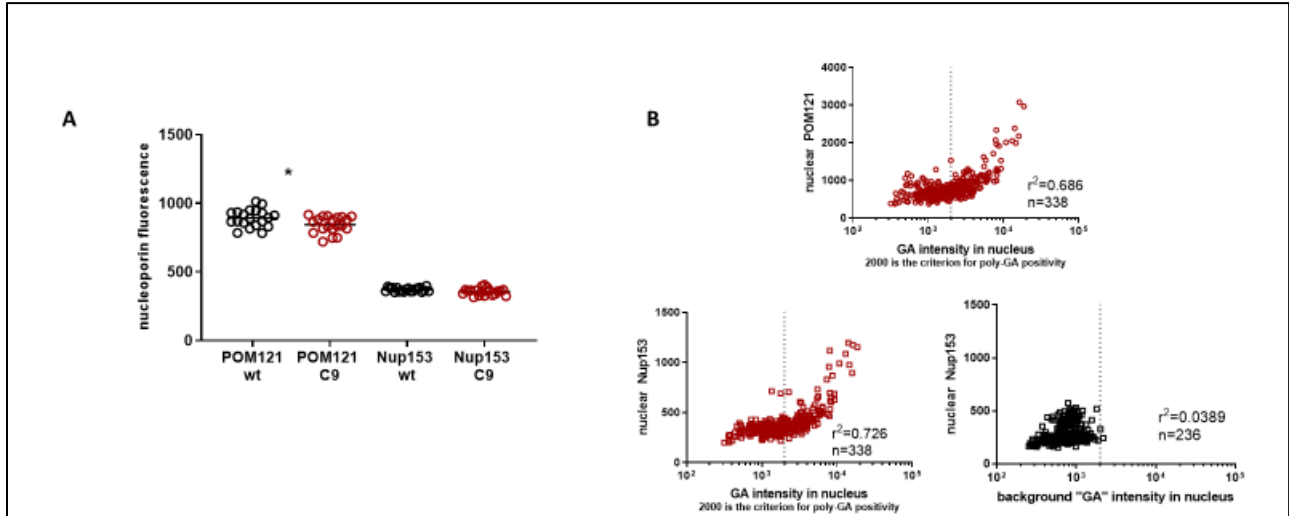 A
nucleoporin fluorescence
1500
1000
500
0
*
POM121
wt
POM121
C9
Nup153
wt
Nup153
C9
B
nuclear POM121
4000
3000
2000
1000
0
r²=0.686
n=338
10² 10³ 10⁴ 10⁵
GA intensity in nucleus
2000 is the criterion for poly-GA positivity
nuclear Nup153
1500
1000
500
0
r²=0.726
n=338
10² 10³ 10⁴ 10⁵
GA intensity in nucleus
2000 is the criterion for poly-GA positivity
nuclear Nup153
1500
1000
500
0
r²=0.0389
n=236
10² 10³ 10⁴ 10⁵
background "GA" intensity in nucleus